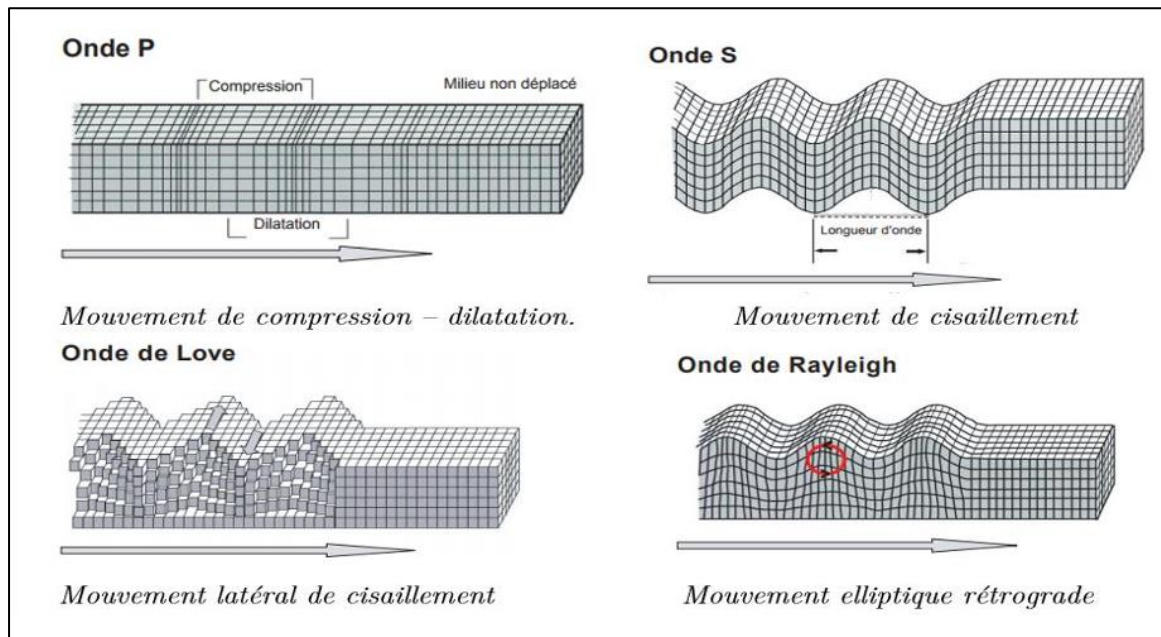 Onde P
Compression
Milieu non déplacé
Dilatation
Mouvement de compression – dilatation.
Onde S
Longueur d'onde
Mouvement de cisaillement
Onde de Love
Mouvement latéral de cisaillement
Onde de Rayleigh
Mouvement elliptique rétrograde